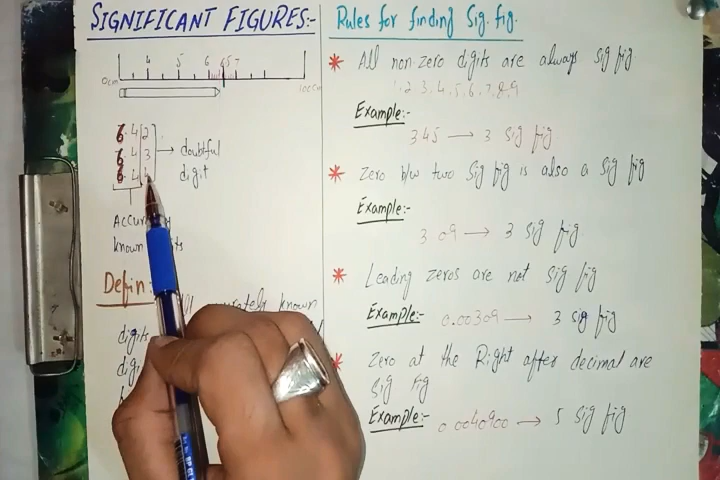 SIGNIFICANT FIGURES:-
4 5 6 6.5 7
0cm
6.4 2
6.4 3
6.4
doubtful
digit
known
Defin:
known
digits
Rules for finding Sig. fig.
* All non-zero digits are always sig fig
1.2.3.4.5.6.7.8.9
Example:-
345 → 3 sig fig
* Zero b/w two Sig fig is also a Sig fig
Example:-
3 09 → 3 sig fig
* Leading zeros are not sig fig
Example:- 0.00309 → 3 sig fig
* Zero at the Right after decimal are
sig fig
Example:- 0.0040900 → 5 sig fig